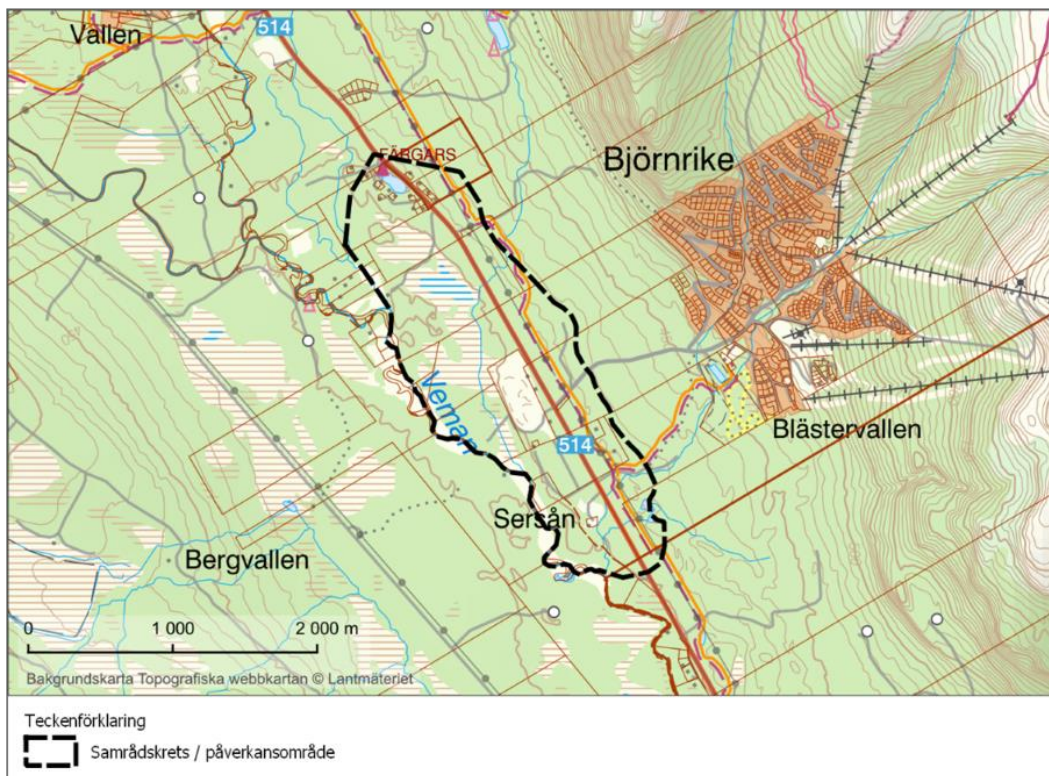 Vallen
514
FÄRGARS
Björnrike
Veman
514
Blästervallen
Sersån
Bergvallen
0 1 000 2 000 m
Bakgrundskarta Topografiska webbkartan © Lantmäteriet
Teckenförklaring
Samrådskrets / påverkansområde